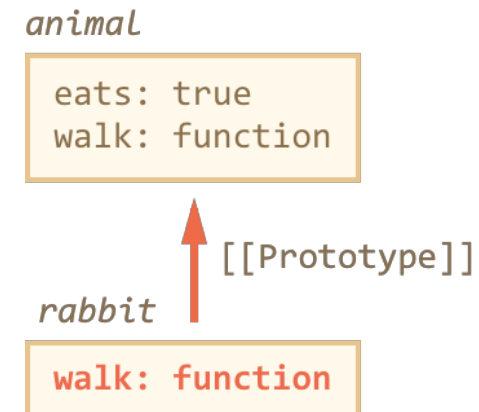 animal
eats: true
walk: function
[[Prototype]]
rabbit
walk: function